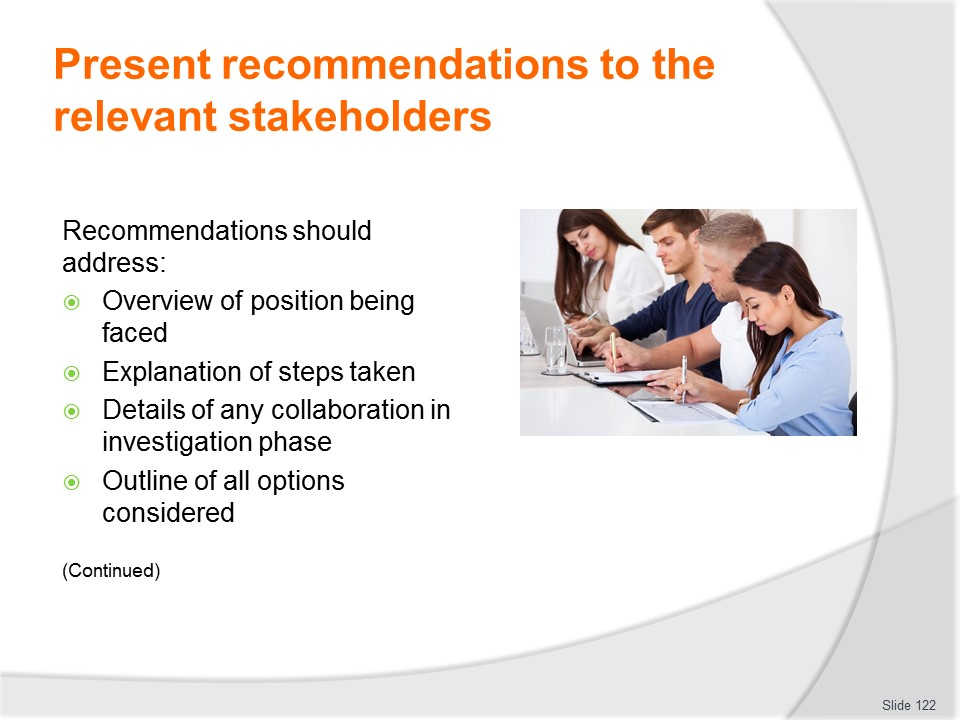 Present recommendations to the
relevant stakeholders
Recommendations should
address:
Overview of position being
faced
Explanation of steps taken
Details of any collaboration in
investigation phase
Outline of all options
considered
(Continued)
Slide 122